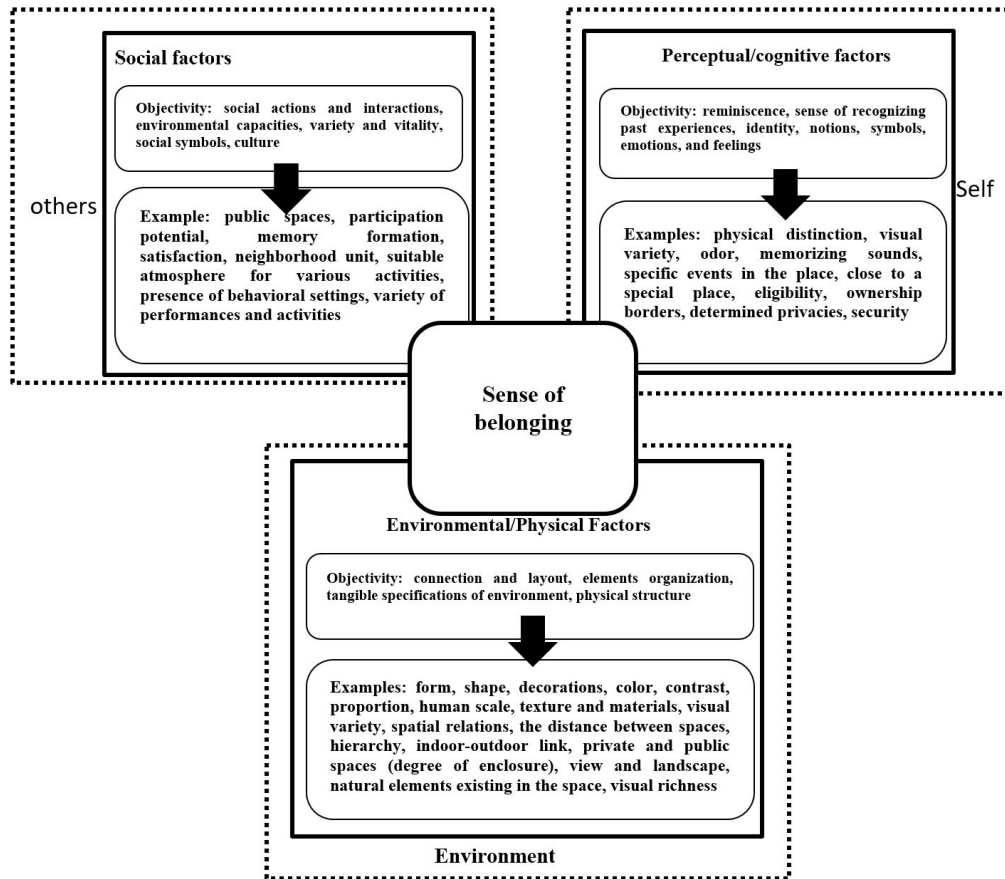 Social factors
Objectivity: social actions and interactions,
environmental capacities, variety and vitality,
social symbols, culture
others
Example: public spaces, participation
potential, memory formation,
satisfaction, neighborhood unit, suitable
atmosphere for various activities,
presence of behavioral settings, variety of
performances and activities
Perceptual/cognitive factors
Objectivity: reminiscence, sense of recognizing
past experiences, identity, notions, symbols,
emotions, and feelings
Self
Examples: physical distinction, visual
variety, odor, memorizing sounds,
specific events in the place, close to a
special place, eligibility, ownership
borders, determined privacies, security
Sense of
belonging
Environmental/Physical Factors
Objectivity: connection and layout, elements organization,
tangible specifications of environment, physical structure
Examples: form, shape, decorations, color, contrast,
proportion, human scale, texture and materials, visual
variety, spatial relations, the distance between spaces,
hierarchy, indoor-outdoor link, private and public
spaces (degree of enclosure), view and landscape,
natural elements existing in the space, visual richness
Environment